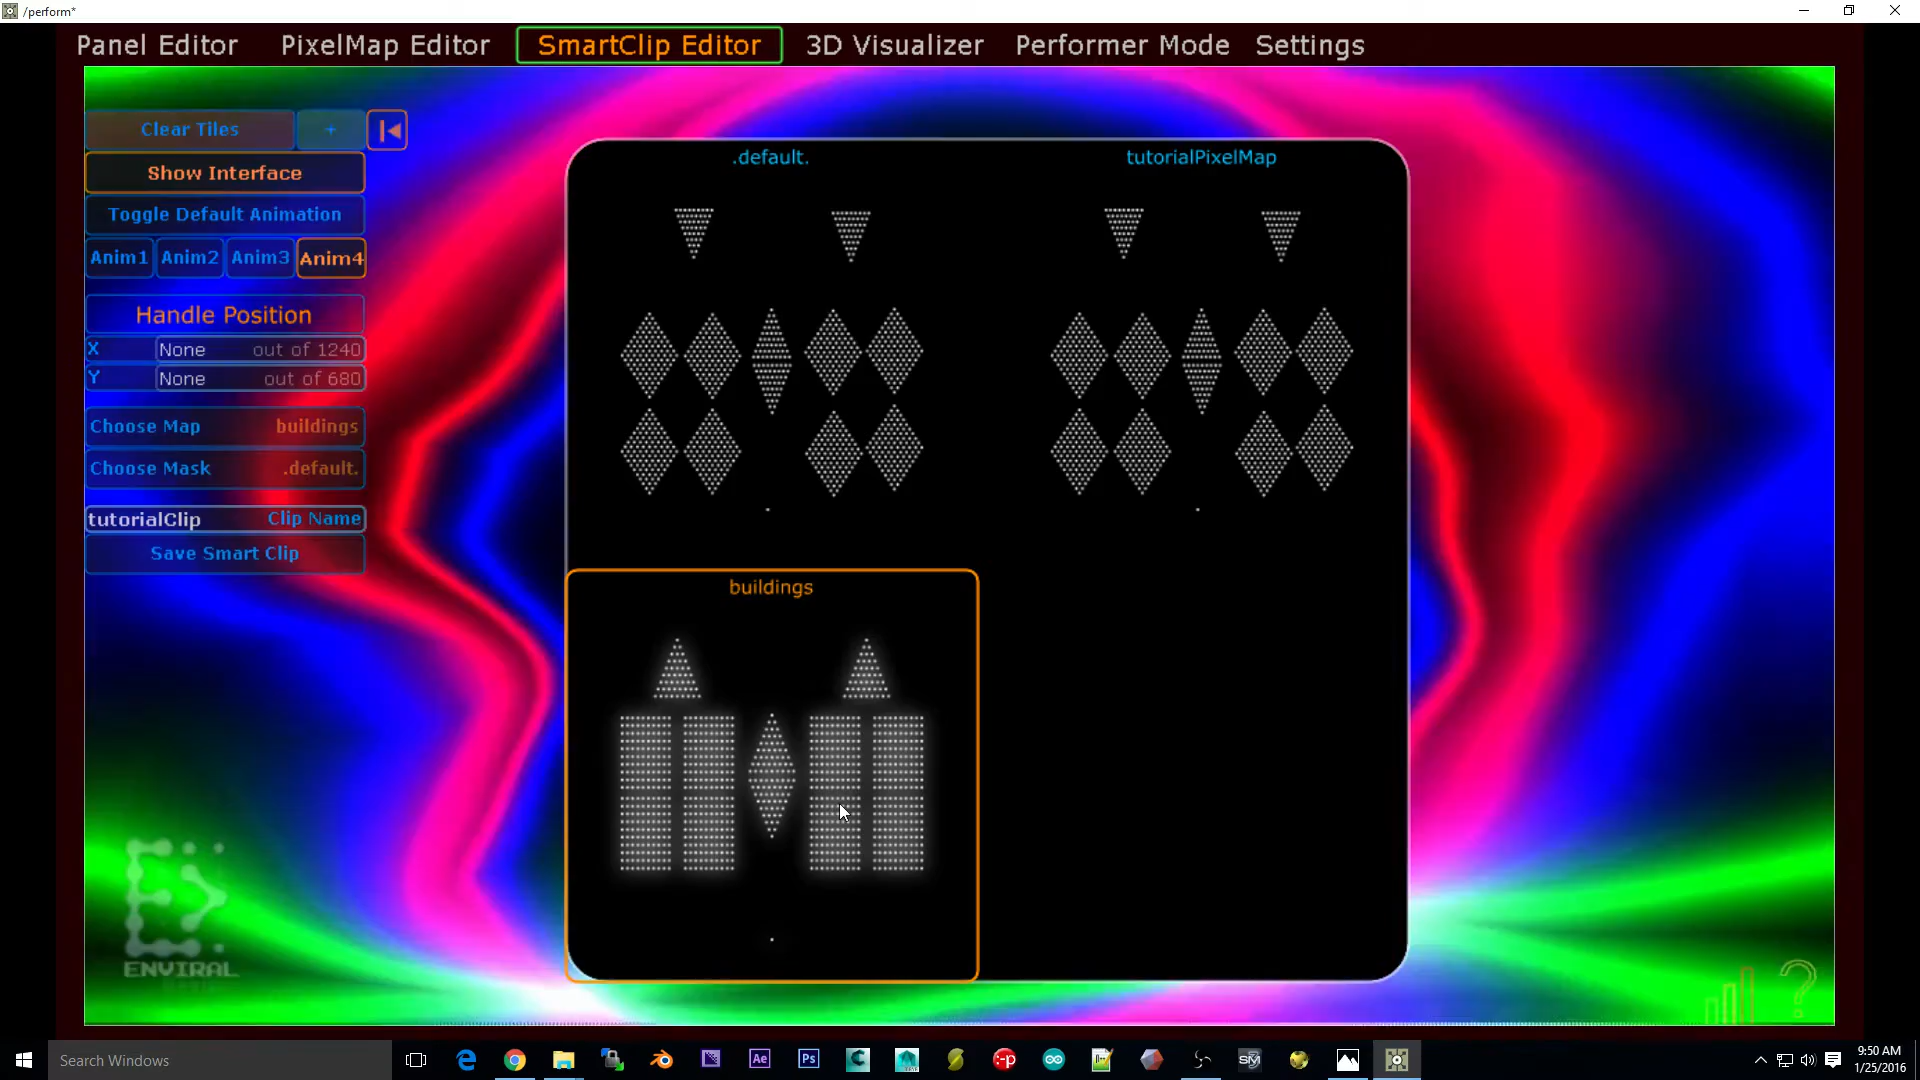 /perform*
Panel Editor PixelMap Editor SmartClip Editor 3D Visualizer Performer Mode Settings
Clear Tiles +
Show Interface
Toggle Default Animation
Anim1 Anim2 Anim3 Anim4
Handle Position
X None out of 1240
Y None out of 680
Choose Map buildings
Choose Mask .default.
tutorialClip Clip Name
Save Smart Clip
.default. tutorialPixelMap
buildings
ENVIRAL
?
Search Windows
Ae Ps C :-p SM
9:50 AM
1/25/2016